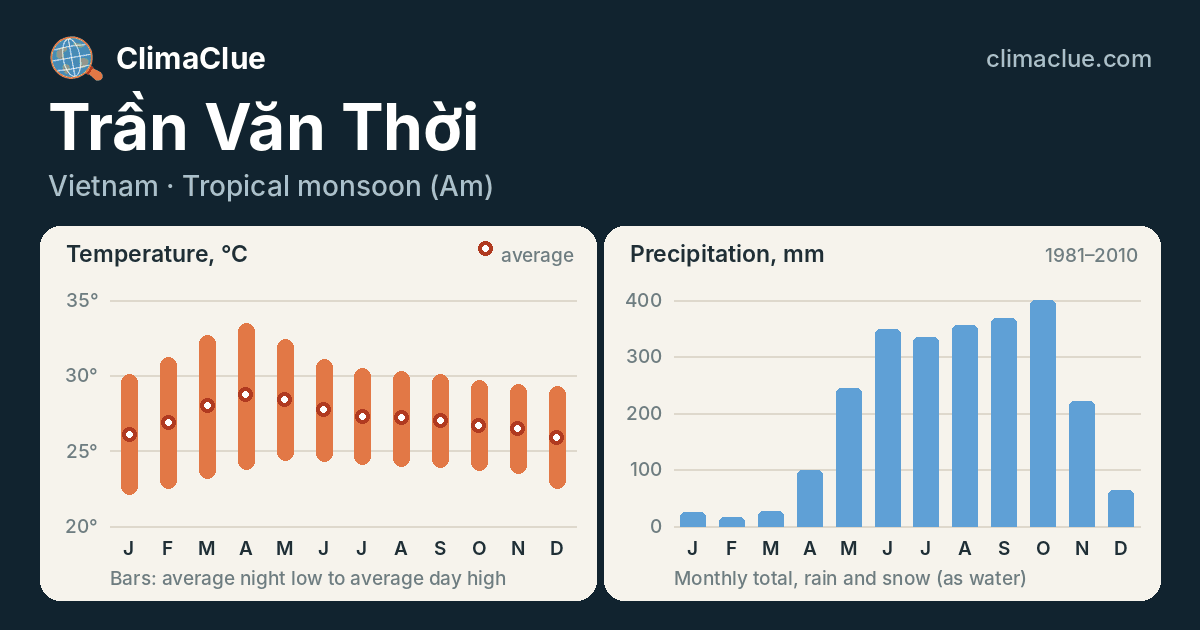 ClimaClue
climaclue.com
Trần Văn Thời
Vietnam · Tropical monsoon (Am)
Temperature, °C
average
35°
30°
25°
20°
J F M A M J J A S O N D
Bars: average night low to average day high
Precipitation, mm
1981–2010
400
300
200
100
0
J F M A M J J A S O N D
Monthly total, rain and snow (as water)